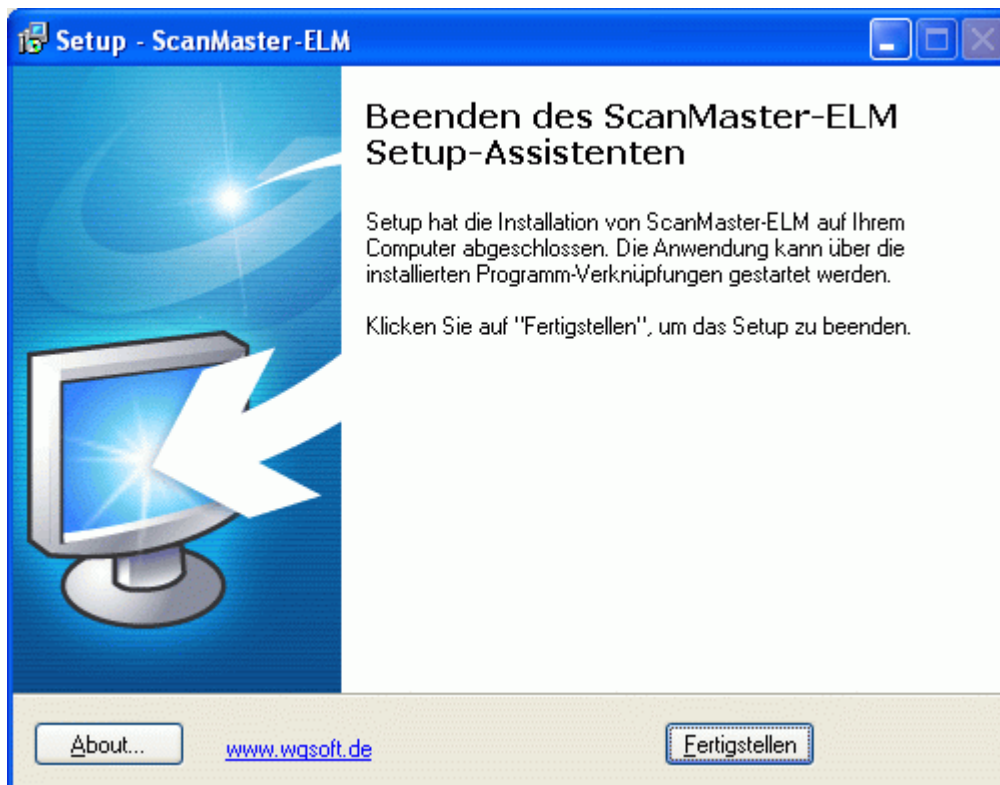 Setup - ScanMaster-ELM
Beenden des ScanMaster-ELM
Setup-Assistenten
Setup hat die Installation von ScanMaster-ELM auf Ihrem
Computer abgeschlossen. Die Anwendung kann über die
installierten Programm-Verknüpfungen gestartet werden.
Klicken Sie auf "Fertigstellen", um das Setup zu beenden.
About...
www.wgsoft.de
Fertigstellen